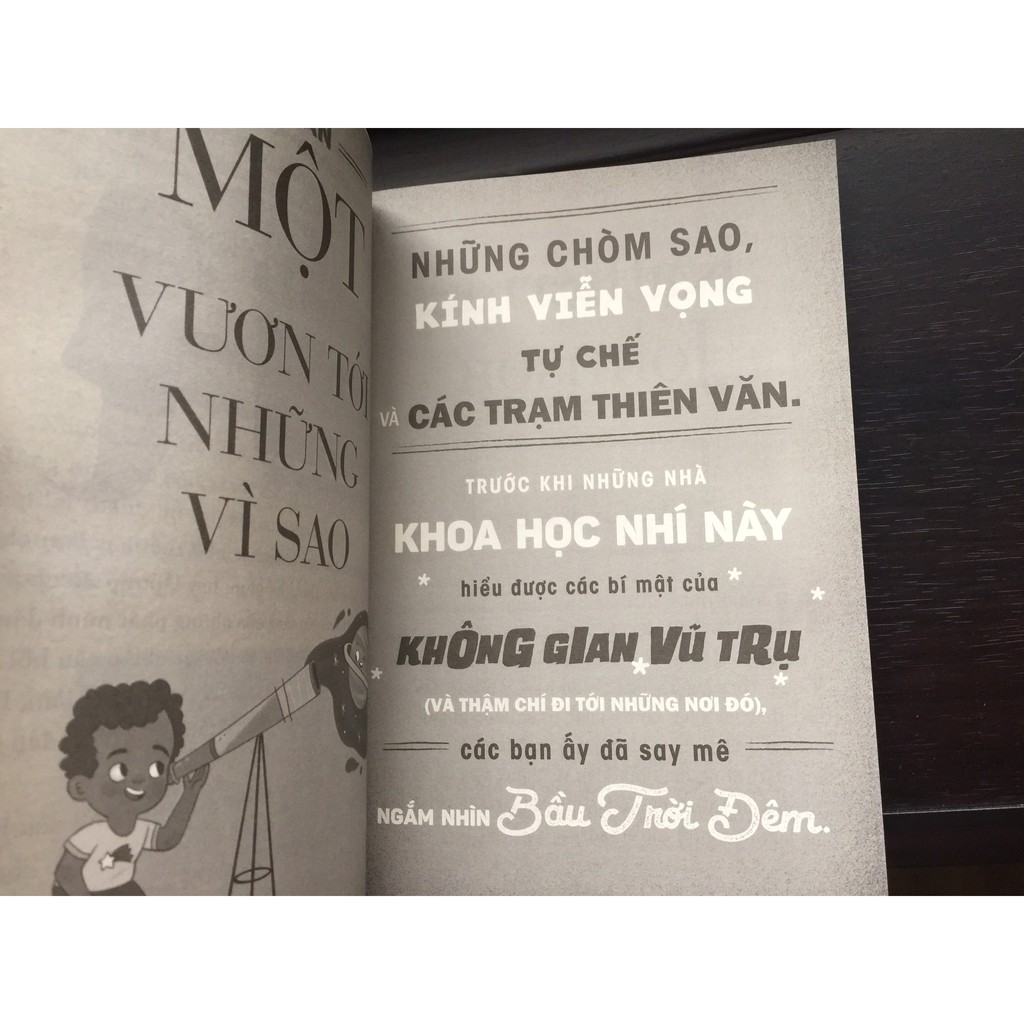 MỘT
VƯƠN TỚI
NHỮNG
VÌ SAO
NHỮNG CHÒM SAO,
KÍNH VIỄN VỌNG
TỰ CHẾ
VÀ CÁC TRẠM THIÊN VĂN.
TRƯỚC KHI NHỮNG NHÀ
KHOA HỌC NHÍ NÀY
hiểu được các bí mật của
KHÔNG GIAN VŨ TRỤ
(VÀ THẬM CHÍ ĐI TỚI NHỮNG NƠI ĐÓ),
các bạn ấy đã say mê
NGẮM NHÌN Bầu Trời Đêm.